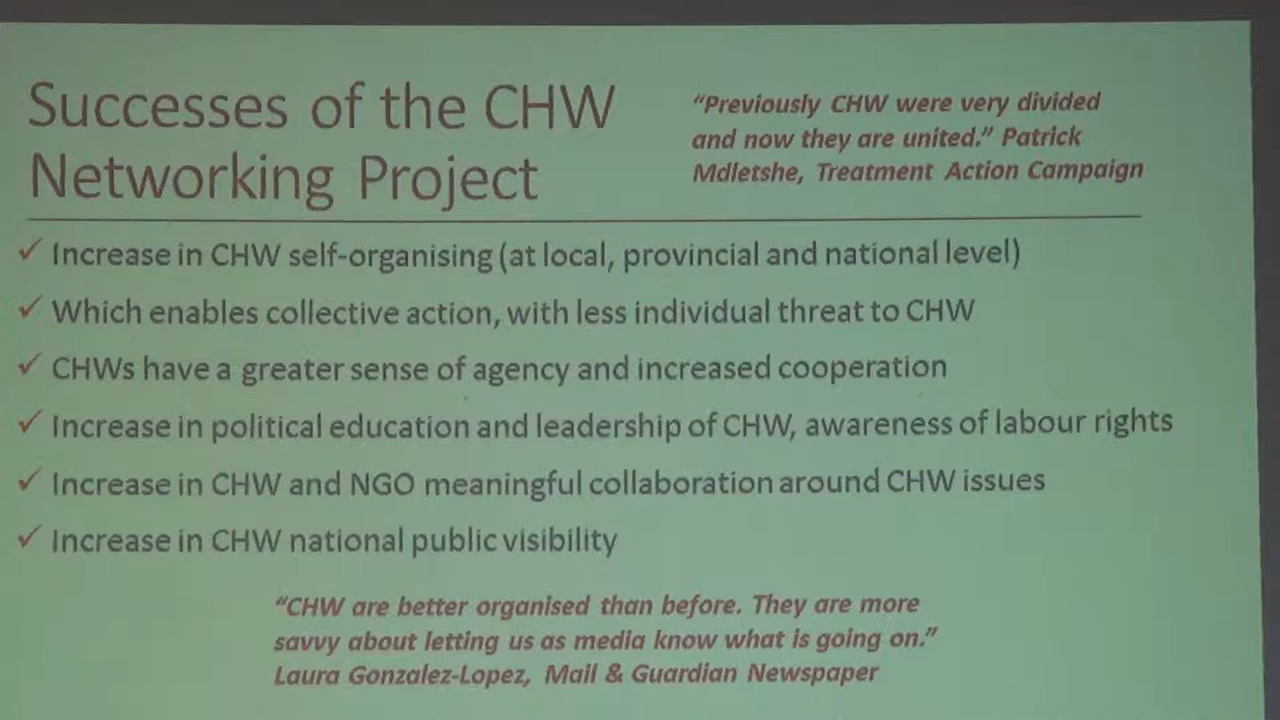 Successes of the CHW
Networking Project
“Previously CHW were very divided
and now they are united.” Patrick
Mdletshe, Treatment Action Campaign
✓ Increase in CHW self-organising (at local, provincial and national level)
✓ Which enables collective action, with less individual threat to CHW
✓ CHWs have a greater sense of agency and increased cooperation
✓ Increase in political education and leadership of CHW, awareness of labour rights
✓ Increase in CHW and NGO meaningful collaboration around CHW issues
✓ Increase in CHW national public visibility
“CHW are better organised than before. They are more
savvy about letting us as media know what is going on.”
Laura Gonzalez-Lopez, Mail & Guardian Newspaper